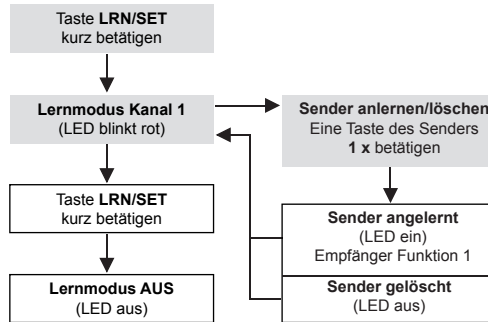 Taste LRN/SET
kurz betätigen
Lernmodus Kanal 1
(LED blinkt rot)
Sender anlernen/löschen
Eine Taste des Senders
1 x betätigen
Taste LRN/SET
kurz betätigen
Sender angelernt
(LED ein)
Empfänger Funktion 1
Lernmodus AUS
(LED aus)
Sender gelöscht
(LED aus)